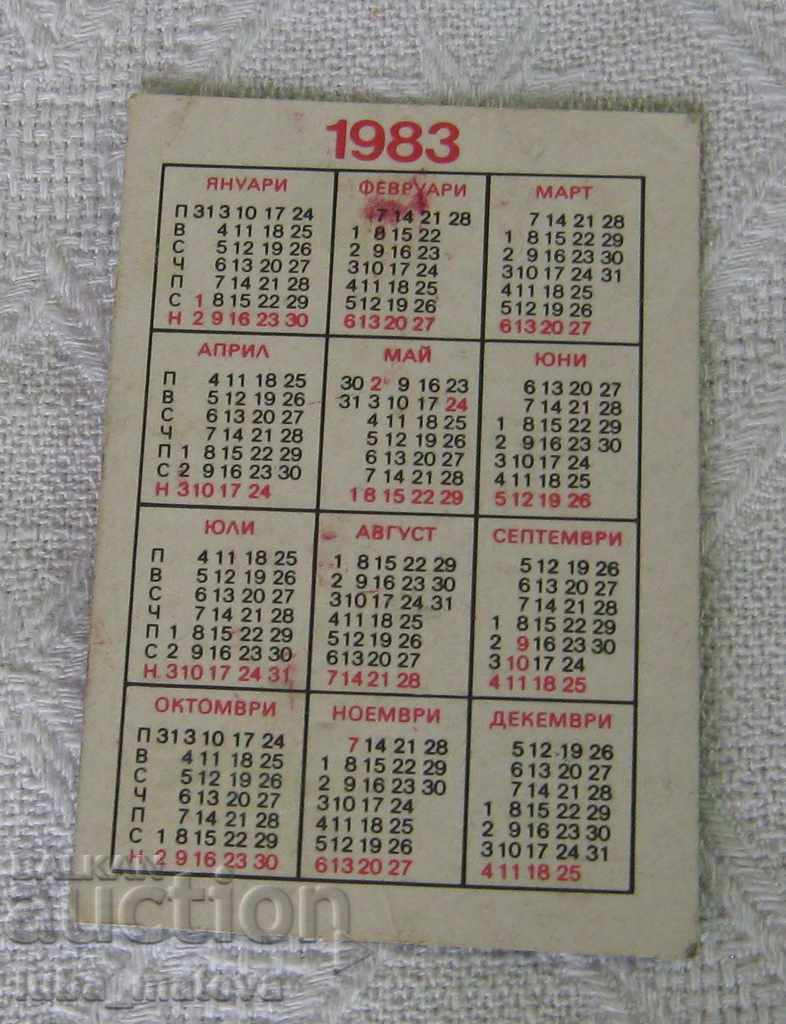 1983
ЯНУАРИ ФЕВРУАРИ МАРТ
П 31 3 10 17 24 7 14 21 28 7 14 21 28
В 4 11 18 25 1 8 15 22 1 8 15 22 29
С 5 12 19 26 2 9 16 23 2 9 16 23 30
Ч 6 13 20 27 3 10 17 24 3 10 17 24 31
П 7 14 21 28 4 11 18 25 4 11 18 25
С 1 8 15 22 29 5 12 19 26 5 12 19 26
Н 2 9 16 23 30 6 13 20 27 6 13 20 27
АПРИЛ МАЙ ЮНИ
П 4 11 18 25 30 2 9 16 23 6 13 20 27
В 5 12 19 26 31 3 10 17 24 7 14 21 28
С 6 13 20 27 4 11 18 25 1 8 15 22 29
Ч 7 14 21 28 5 12 19 26 2 9 16 23 30
П 1 8 15 22 29 6 13 20 27 3 10 17 24
С 2 9 16 23 30 7 14 21 28 4 11 18 25
Н 3 10 17 24 1 8 15 22 29 5 12 19 26
ЮЛИ АВГУСТ СЕПТЕМВРИ
П 4 11 18 25 1 8 15 22 29 5 12 19 26
В 5 12 19 26 2 9 16 23 30 6 13 20 27
С 6 13 20 27 3 10 17 24 31 7 14 21 28
Ч 7 14 21 28 4 11 18 25 1 8 15 22 29
П 1 8 15 22 29 5 12 19 26 2 9 16 23 30
С 2 9 16 23 30 6 13 20 27 3 10 17 24
Н. 3 10 17 24 31 7 14 21 28 4 11 18 25
ОКТОМВРИ НОЕМВРИ ДЕКЕМВРИ
П 31 3 10 17 24 7 14 21 28 5 12 19 26
В 4 11 18 25 1 8 15 22 29 6 13 20 27
С 5 12 19 26 2 9 16 23 30 7 14 21 28
Ч 6 13 20 27 3 10 17 24 1 8 15 22 29
П 7 14 21 28 4 11 18 25 2 9 16 23 30
С 1 8 15 22 29 5 12 19 26 3 10 17 24 31
Н 2 9 16 23 30 6 13 20 27 4 11 18 25
BALKAN
auction
luba_matova